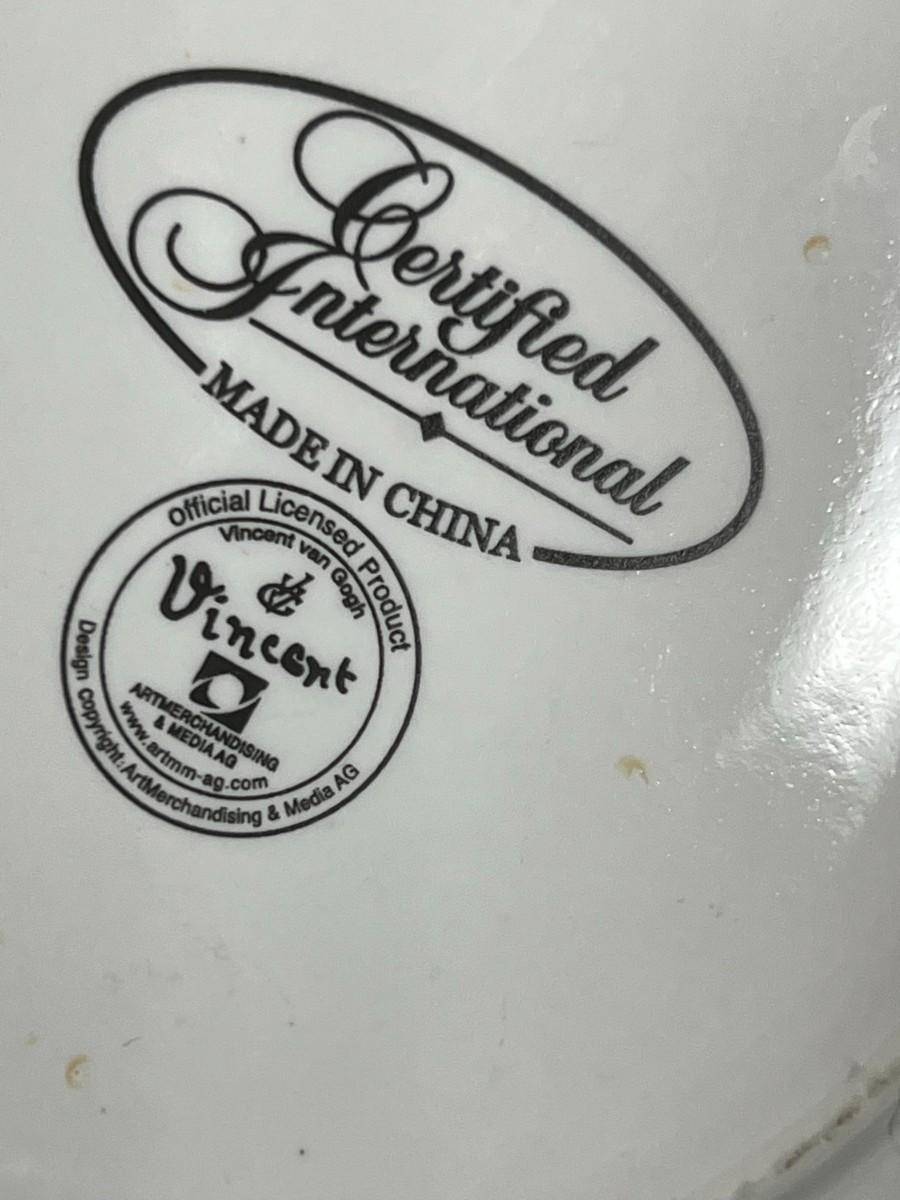 Certified
International
MADE IN CHINA
Official Licensed Product
Vincent van Gogh
VG
Vincent
ARTMERCHANDISING
& MEDIA AG
www.artmm-ag.com
Design copyright: ArtMerchandising & Media AG